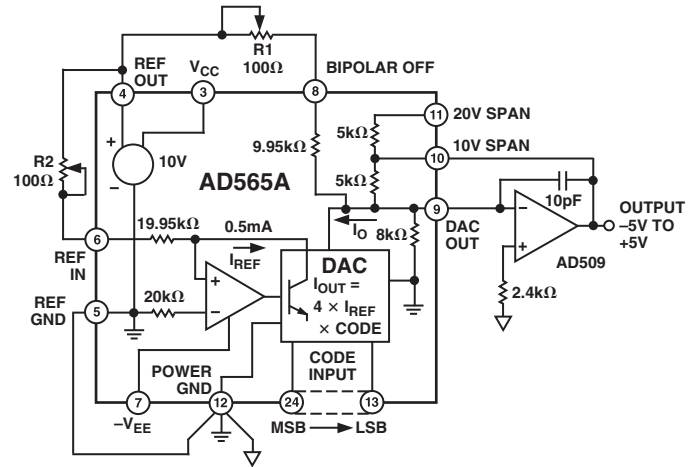 R1
100Ω
REF
OUT
VCC
BIPOLAR OFF
4
3
8
11
20V SPAN
5kΩ
9.95kΩ
10
10V SPAN
R2
100Ω
+
10V
–
AD565A
5kΩ
10pF
9
DAC
OUT
OUTPUT
–5V TO
+5V
19.95kΩ
0.5mA
IO
8kΩ
–
+
AD509
6
REF
IN
IREF
DAC
IOUT =
4 × IREF
× CODE
+
–
2.4kΩ
REF
GND
5
20kΩ
POWER
GND
CODE
INPUT
7
12
24
13
–VEE
MSB
LSB